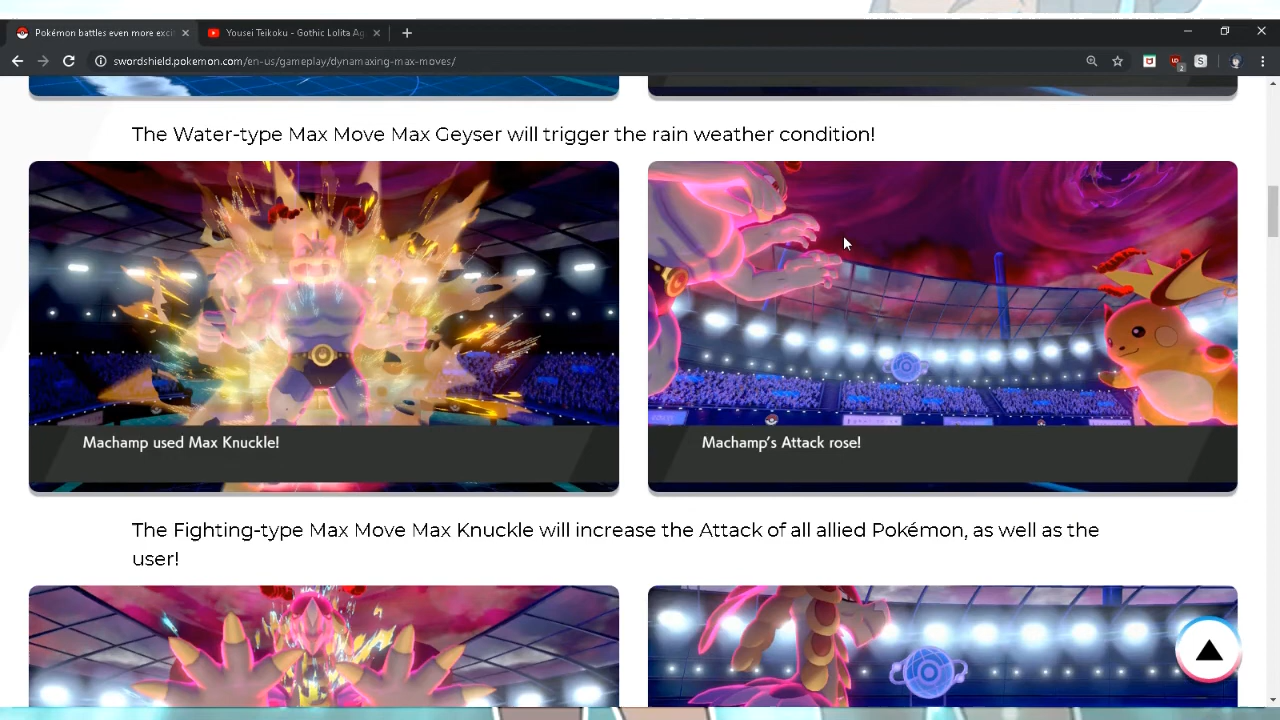 Pokémon battles even more exci
Yousei Teikoku - Gothic Lolita Ag
swordshield.pokemon.com/en-us/gameplay/dynamaxing-max-moves/
2
S
The Water-type Max Move Max Geyser will trigger the rain weather condition!
Machamp used Max Knuckle!
Machamp's Attack rose!
The Fighting-type Max Move Max Knuckle will increase the Attack of all allied Pokémon, as well as the
user!